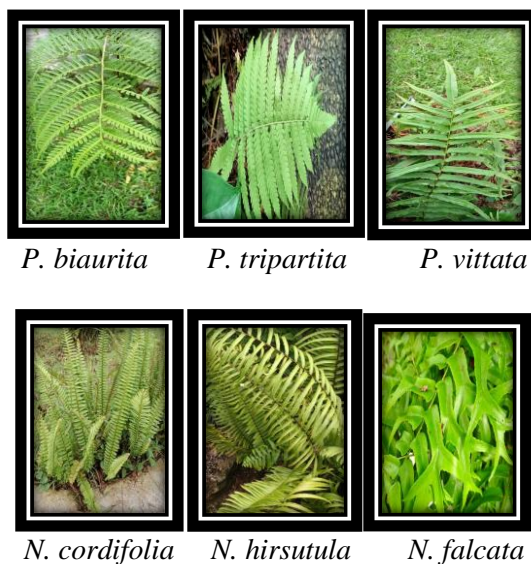 P. biaurita P. tripartita P. vittata
N. cordifolia N. hirsutula N. falcata